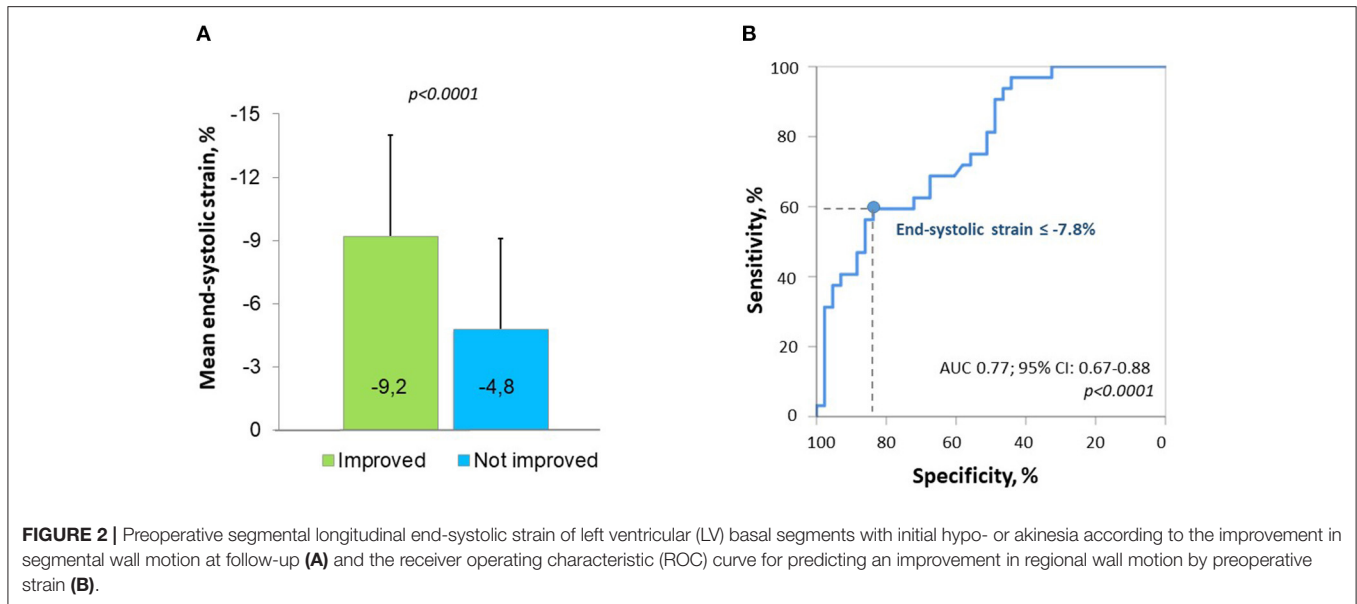 A
p<0.0001
Mean end-systolic strain, %
-15
-12
-9
-6
-3
0
-9,2
-4,8
Improved
Not improved
B
Sensitivity, %
100
80
60
40
20
0
End-systolic strain ≤ -7.8%
AUC 0.77; 95% CI: 0.67-0.88
p<0.0001
100 80 60 40 20 0
Specificity, %
FIGURE 2 | Preoperative segmental longitudinal end-systolic strain of left ventricular (LV) basal segments with initial hypo- or akinesia according to the improvement in
segmental wall motion at follow-up (A) and the receiver operating characteristic (ROC) curve for predicting an improvement in regional wall motion by preoperative
strain (B).